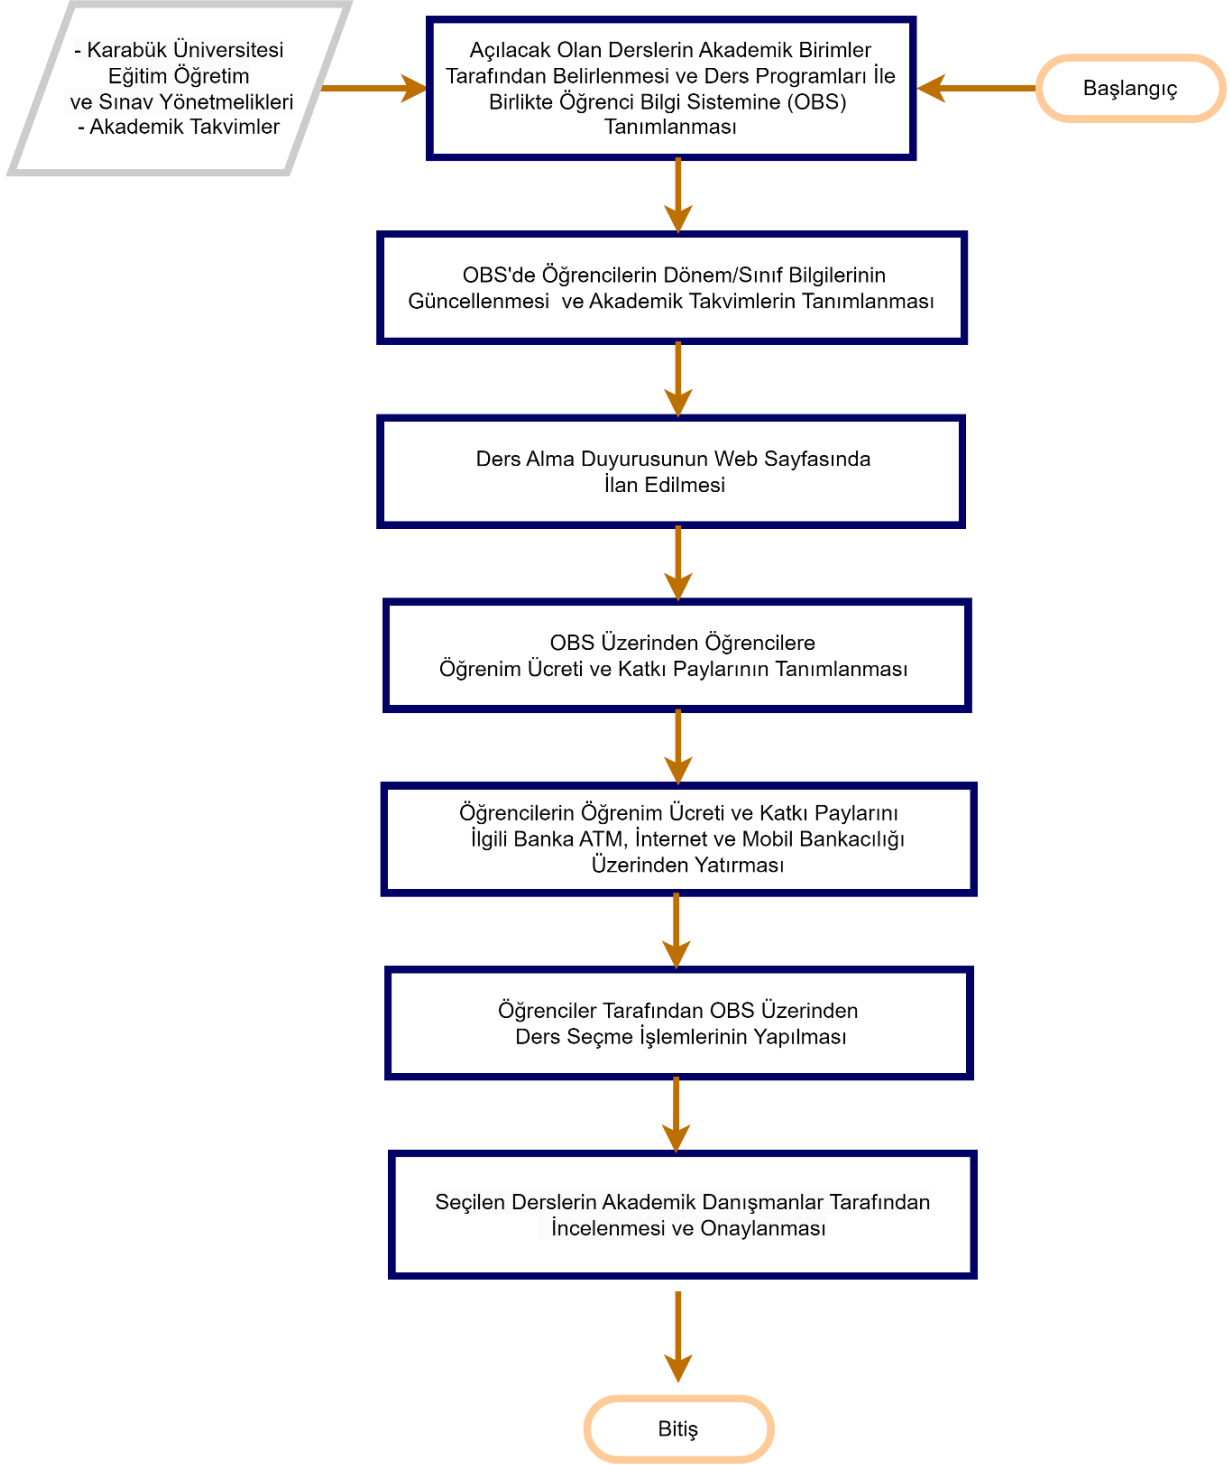 - Karabük Üniversitesi
Eğitim Öğretim
ve Sınav Yönetmelikleri
- Akademik Takvimler
Açılacak Olan Derslerin Akademik Birimler
Tarafından Belirlenmesi ve Ders Programları İle
Birlikte Öğrenci Bilgi Sistemine (OBS)
Tanımlanması
Başlangıç
OBS'de Öğrencilerin Dönem/Sınıf Bilgilerinin
Güncellenmesi ve Akademik Takvimlerin Tanımlanması
Ders Alma Duyurusunun Web Sayfasında
İlan Edilmesi
OBS Üzerinden Öğrencilere
Öğrenim Ücreti ve Katkı Paylarının Tanımlanması
Öğrencilerin Öğrenim Ücreti ve Katkı Paylarını
İlgili Banka ATM, İnternet ve Mobil Bankacılığı
Üzerinden Yatırması
Öğrenciler Tarafından OBS Üzerinden
Ders Seçme İşlemlerinin Yapılması
Seçilen Derslerin Akademik Danışmanlar Tarafından
İncelenmesi ve Onaylanması
Bitiş